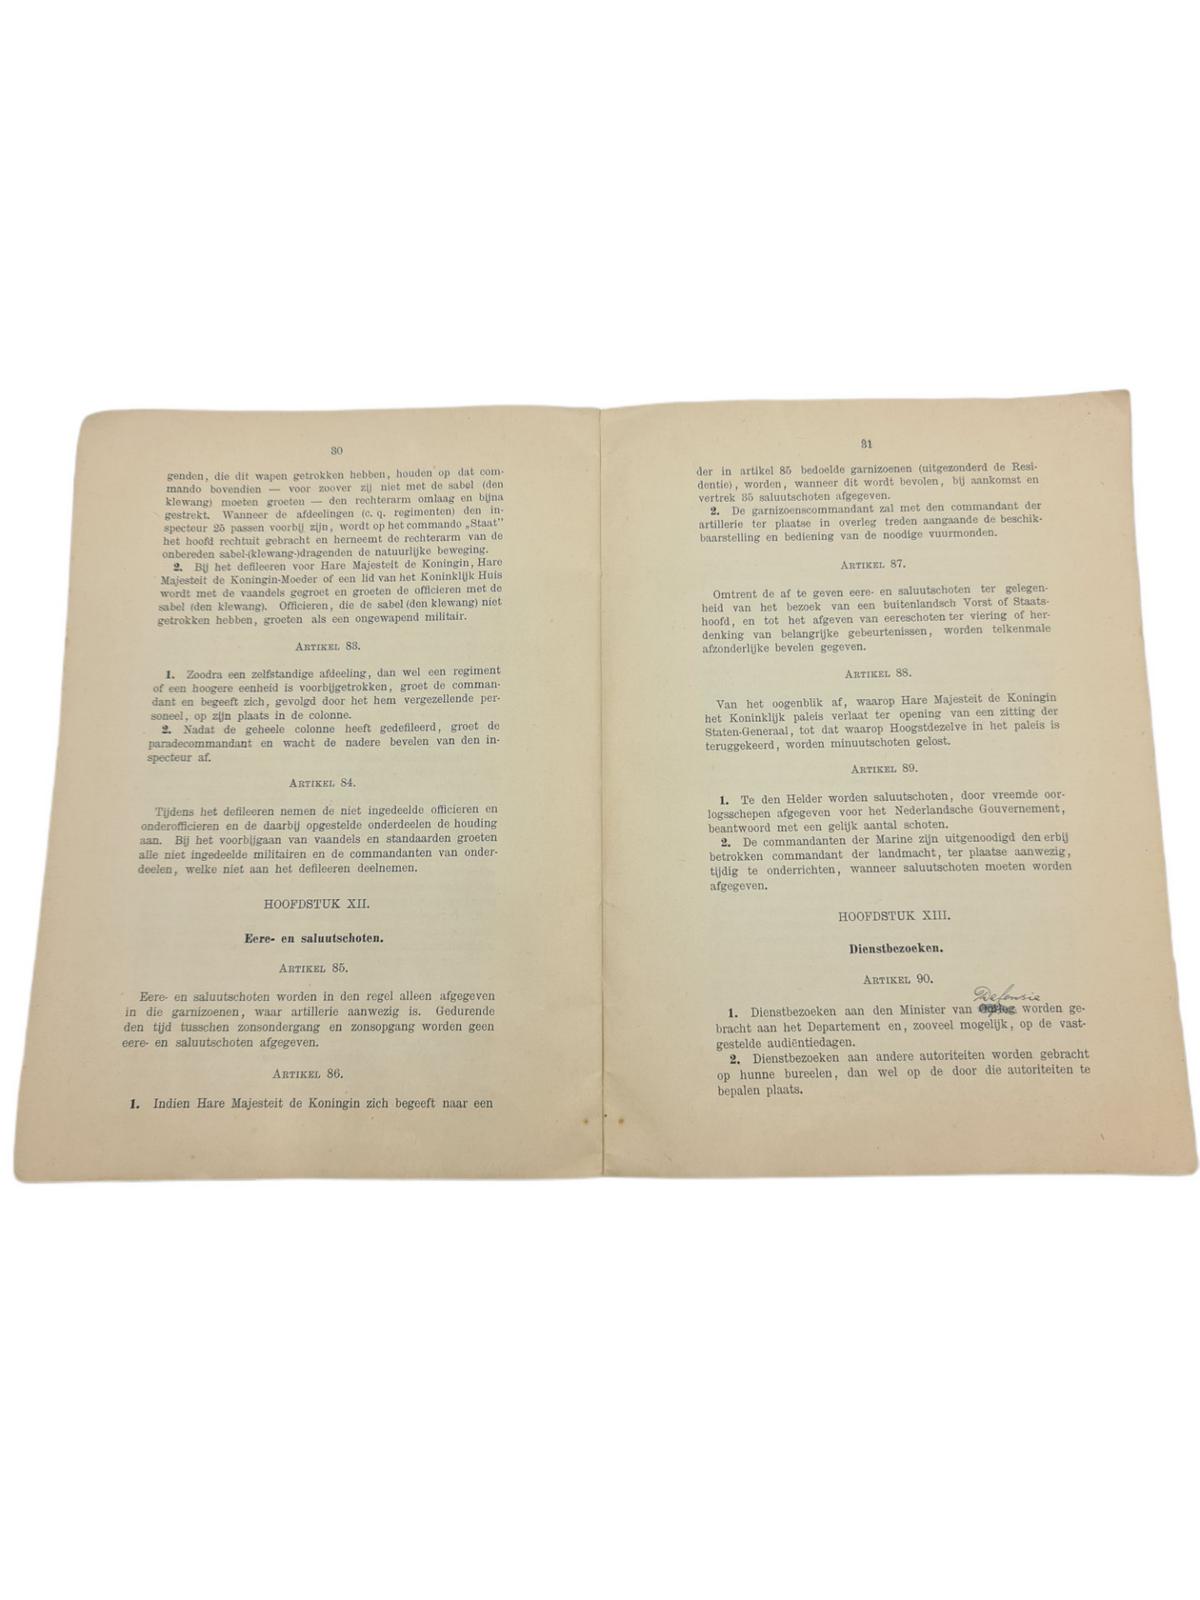 30
genden, die dit wapen getrokken hebben, houden op dat com-
mando bovendien — voor zoover zij niet met de sabel (den
klewang) moeten groeten — den rechterarm omlaag en bijna
gestrekt. Wanneer de afdeelingen (c. q. regimenten) den in-
specteur 25 passen voorbij zijn, wordt op het commando „Staat”
het hoofd rechtuit gebracht en herneemt de rechterarm van de
onbereden sabel-(klewang-)dragenden de natuurlijke beweging.
2. Bij het defileeren voor Hare Majesteit de Koningin, Hare
Majesteit de Koningin-Moeder of een lid van het Koninklijk Huis
wordt met de vaandels gegroet en groeten de officieren met de
sabel (den klewang). Officieren, die de sabel (den klewang) niet
getrokken hebben, groeten als een ongewapend militair.
ARTIKEL 83.
1. Zoodra een zelfstandige afdeeling, dan wel een regiment
of een hoogere eenheid is voorbijgetrokken, groet de comman-
dant en begeeft zich, gevolgd door het hem vergezellende per-
soneel, op zijn plaats in de colonne.
2. Nadat de geheele colonne heeft gedefileerd, groet de
paradecommandant en wacht de nadere bevelen van den in-
specteur af.
ARTIKEL 84.
Tijdens het defileeren nemen de niet ingedeelde officieren en
onderofficieren en de daarbij opgestelde onderdeelen de houding
aan. Bij het voorbijgaan van vaandels en standaarden groeten
alle niet ingedeelde militairen en de commandanten van onder-
deelen, welke niet aan het defileeren deelnemen.
HOOFDSTUK XII.
Eere- en saluutschoten.
ARTIKEL 85.
Eere- en saluutschoten worden in den regel alleen afgegeven
in die garnizoenen, waar artillerie aanwezig is. Gedurende
den tijd tusschen zonsondergang en zonsopgang worden geen
eere- en saluutschoten afgegeven.
ARTIKEL 86.
1. Indien Hare Majesteit de Koningin zich begeeft naar een
31
der in artikel 85 bedoelde garnizoenen (uitgezonderd de Resi-
dentie), worden, wanneer dit wordt bevolen, bij aankomst en
vertrek 35 saluutschoten afgegeven.
2. De garnizoenscommandant zal met den commandant der
artillerie ter plaatse in overleg treden aangaande de beschik-
baarstelling en bediening van de noodige vuurmonden.
ARTIKEL 87.
Omtrent de af te geven eere- en saluutschoten ter gelegen-
heid van het bezoek van een buitenlandsch Vorst of Staats-
hoofd, en tot het afgeven van eereschoten ter viering of her-
denking van belangrijke gebeurtenissen, worden telkenmale
afzonderlijke bevelen gegeven.
ARTIKEL 88.
Van het oogenblik af, waarop Hare Majesteit de Koningin
het Koninklijk paleis verlaat ter opening van een zitting der
Staten-Generaal, tot dat waarop Hoogstdezelve in het paleis is
teruggekeerd, worden minuutschoten gelost.
ARTIKEL 89.
1. Te den Helder worden saluutschoten, door vreemde oor-
logsschepen afgegeven voor het Nederlandsche Gouvernement,
beantwoord met een gelijk aantal schoten.
2. De commandanten der Marine zijn uitgenoodigd den erbij
betrokken commandant der landmacht, ter plaatse aanwezig,
tijdig te onderrichten, wanneer saluutschoten moeten worden
afgegeven.
HOOFDSTUK XIII.
Dienstbezoeken.
ARTIKEL 90.
Defensie
1. Dienstbezoeken aan den Minister van worden ge-
bracht aan het Departement en, zooveel mogelijk, op de vast-
gestelde audiëntiedagen.
2. Dienstbezoeken aan andere autoriteiten worden gebracht
op hunne bureelen, dan wel op de door die autoriteiten te
bepalen plaats.